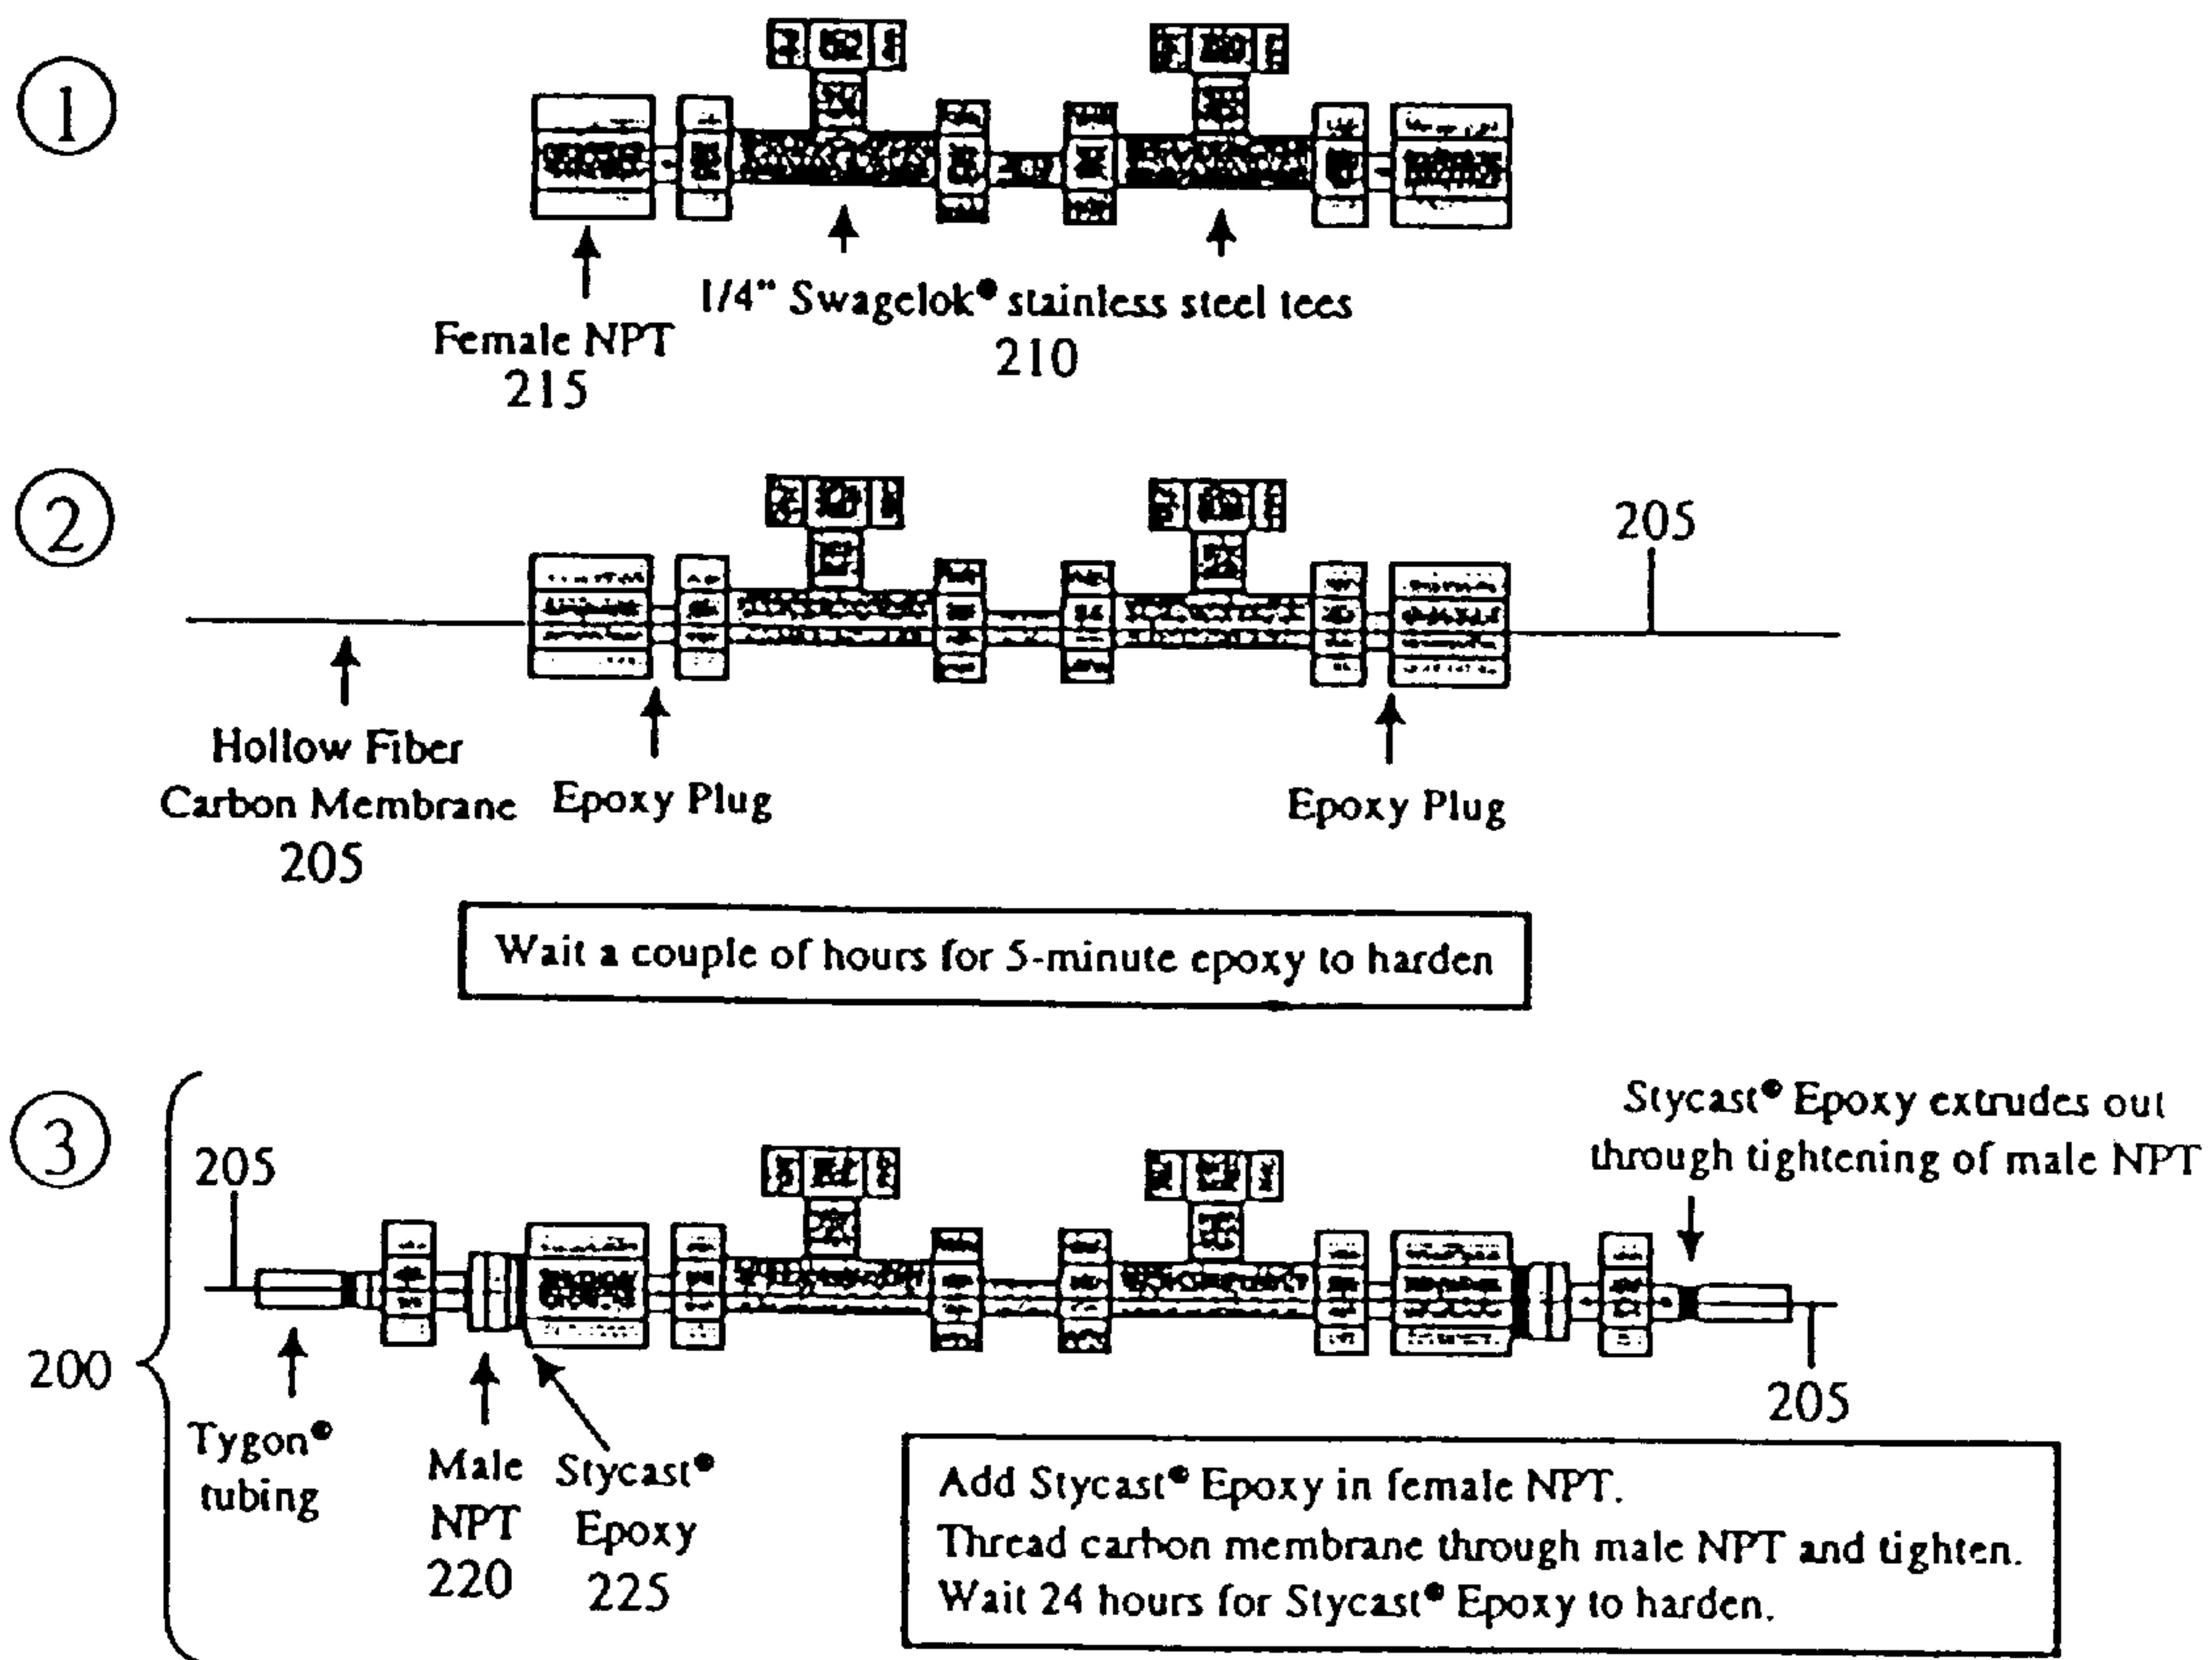 1
1/4" Swagelok® stainless steel tees
210
Female NPT
215
2
205
Hollow Fiber
Carbon Membrane
205
Epoxy Plug
Epoxy Plug
Wait a couple of hours for 5-minute epoxy to harden
3
Stycast® Epoxy extrudes out
through tightening of male NPT
205
200
205
Tygon®
tubing
Male
NPT
220
Stycast®
Epoxy
225
Add Stycast® Epoxy in female NPT.
Thread carbon membrane through male NPT and tighten.
Wait 24 hours for Stycast® Epoxy to harden.